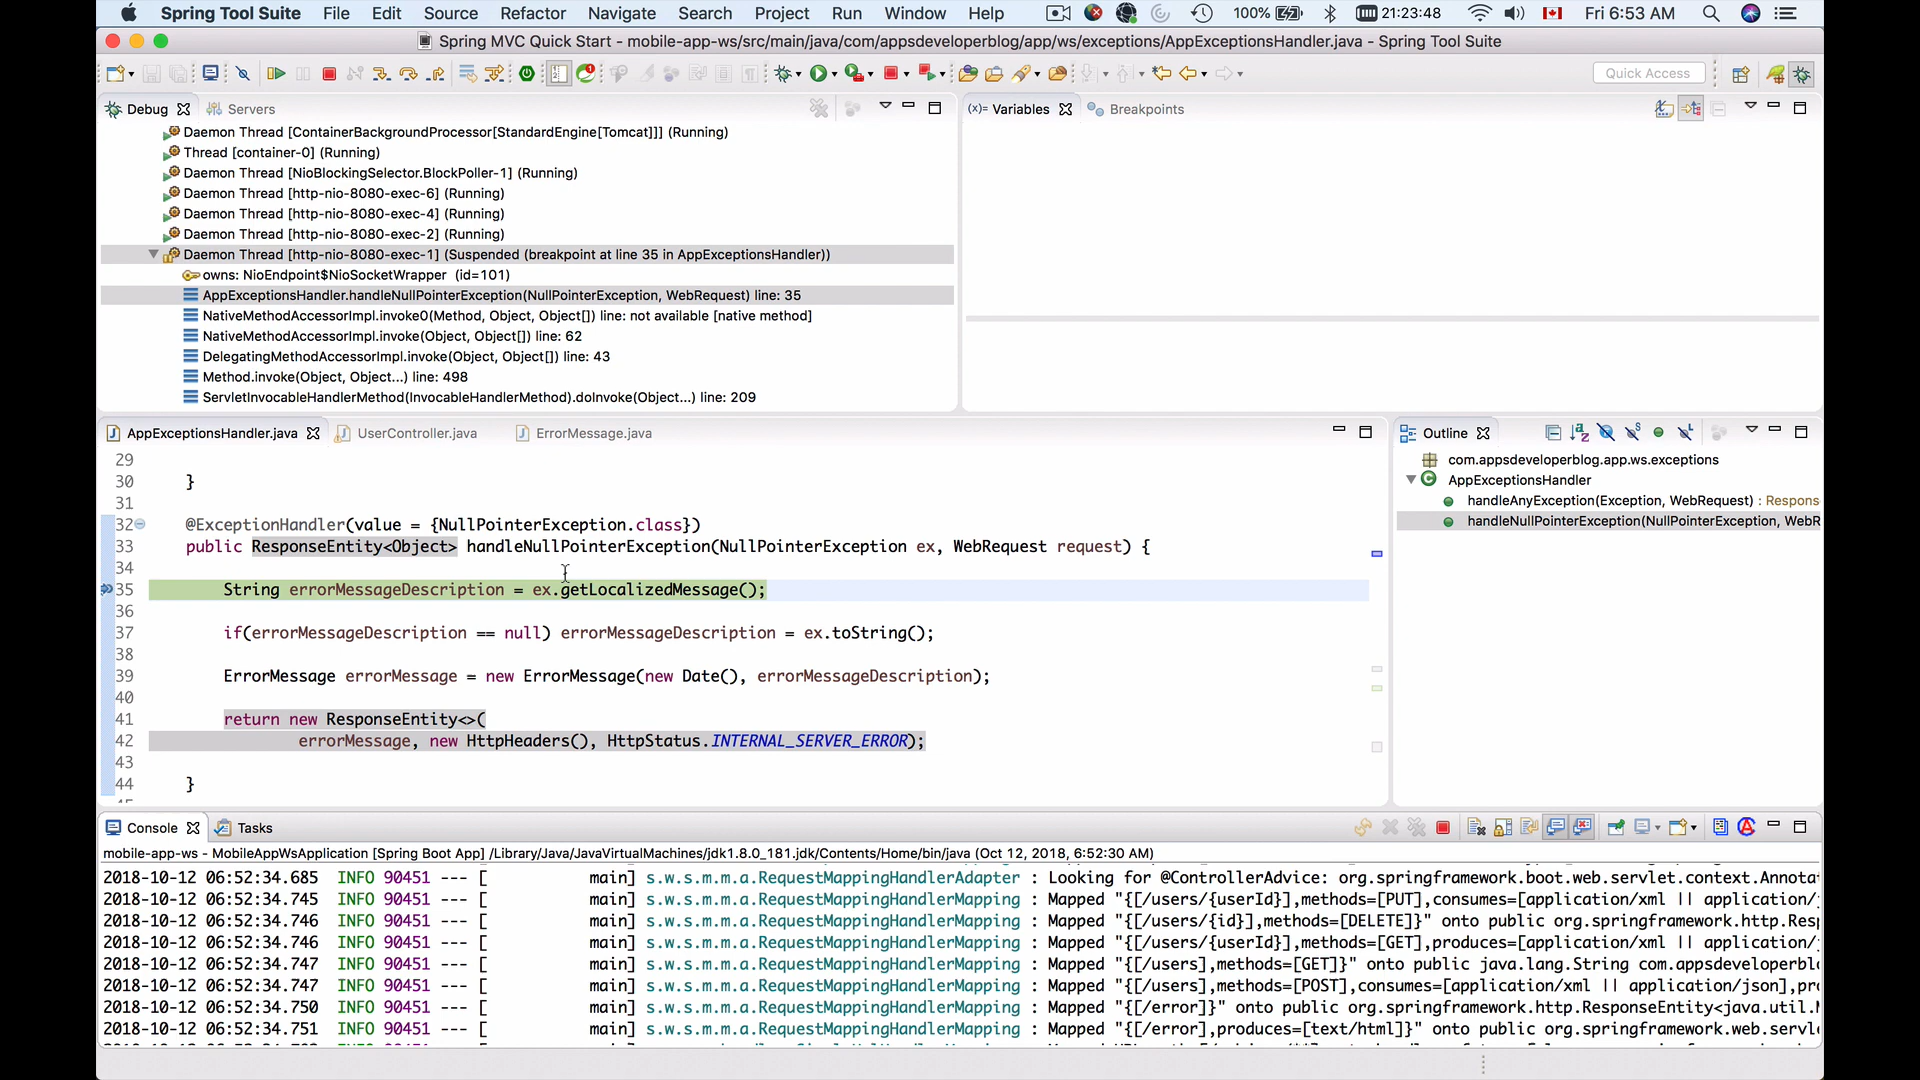 Spring Tool Suite File Edit Source Refactor Navigate Search Project Run Window Help 100% 21:23:48 Fri 6:53 AM
Spring MVC Quick Start - mobile-app-ws/src/main/java/com/appsdeveloperblog/app/ws/exceptions/AppExceptionsHandler.java - Spring Tool Suite
Quick Access
Debug Servers
Daemon Thread [ContainerBackgroundProcessor[StandardEngine[Tomcat]]] (Running)
Thread [container-0] (Running)
Daemon Thread [NioBlockingSelector.BlockPoller-1] (Running)
Daemon Thread [http-nio-8080-exec-6] (Running)
Daemon Thread [http-nio-8080-exec-4] (Running)
Daemon Thread [http-nio-8080-exec-2] (Running)
Daemon Thread [http-nio-8080-exec-1] (Suspended (breakpoint at line 35 in AppExceptionsHandler))
owns: NioEndpoint$NioSocketWrapper (id=101)
AppExceptionsHandler.handleNullPointerException(NullPointerException, WebRequest) line: 35
NativeMethodAccessorImpl.invoke0(Method, Object, Object[]) line: not available [native method]
NativeMethodAccessorImpl.invoke(Object, Object[]) line: 62
DelegatingMethodAccessorImpl.invoke(Object, Object[]) line: 43
Method.invoke(Object, Object...) line: 498
ServletInvocableHandlerMethod(InvocableHandlerMethod).doInvoke(Object...) line: 209
(x)= Variables Breakpoints
AppExceptionsHandler.java UserController.java ErrorMessage.java
29
30 }
31
32 @ExceptionHandler(value = {NullPointerException.class})
33 public ResponseEntity<Object> handleNullPointerException(NullPointerException ex, WebRequest request) {
34
35 String errorMessageDescription = ex.getLocalizedMessage();
36
37 if(errorMessageDescription == null) errorMessageDescription = ex.toString();
38
39 ErrorMessage errorMessage = new ErrorMessage(new Date(), errorMessageDescription);
40
41 return new ResponseEntity<>(
42 errorMessage, new HttpHeaders(), HttpStatus.INTERNAL_SERVER_ERROR);
43
44 }
Outline
com.appsdeveloperblog.app.ws.exceptions
AppExceptionsHandler
handleAnyException(Exception, WebRequest) : Respons
handleNullPointerException(NullPointerException, WebR
Console Tasks
mobile-app-ws - MobileAppWsApplication [Spring Boot App] /Library/Java/JavaVirtualMachines/jdk1.8.0_181.jdk/Contents/Home/bin/java (Oct 12, 2018, 6:52:30 AM)
2018-10-12 06:52:34.685 INFO 90451 --- [ main] s.w.s.m.m.a.RequestMappingHandlerAdapter : Looking for @ControllerAdvice: org.springframework.boot.web.servlet.context.Annota
2018-10-12 06:52:34.745 INFO 90451 --- [ main] s.w.s.m.m.a.RequestMappingHandlerMapping : Mapped "{[/users/{userId}],methods=[PUT],consumes=[application/xml || application/
2018-10-12 06:52:34.746 INFO 90451 --- [ main] s.w.s.m.m.a.RequestMappingHandlerMapping : Mapped "{[/users/{id}],methods=[DELETE]}" onto public org.springframework.http.Resp
2018-10-12 06:52:34.746 INFO 90451 --- [ main] s.w.s.m.m.a.RequestMappingHandlerMapping : Mapped "{[/users/{userId}],methods=[GET],produces=[application/xml || application/j
2018-10-12 06:52:34.747 INFO 90451 --- [ main] s.w.s.m.m.a.RequestMappingHandlerMapping : Mapped "{[/users],methods=[GET]}" onto public java.lang.String com.appsdeveloperblo
2018-10-12 06:52:34.747 INFO 90451 --- [ main] s.w.s.m.m.a.RequestMappingHandlerMapping : Mapped "{[/users],methods=[POST],consumes=[application/xml || application/json],pro
2018-10-12 06:52:34.750 INFO 90451 --- [ main] s.w.s.m.m.a.RequestMappingHandlerMapping : Mapped "{[/error]}" onto public org.springframework.http.ResponseEntity<java.util.M
2018-10-12 06:52:34.751 INFO 90451 --- [ main] s.w.s.m.m.a.RequestMappingHandlerMapping : Mapped "{[/error],produces=[text/html]}" onto public org.springframework.web.servle